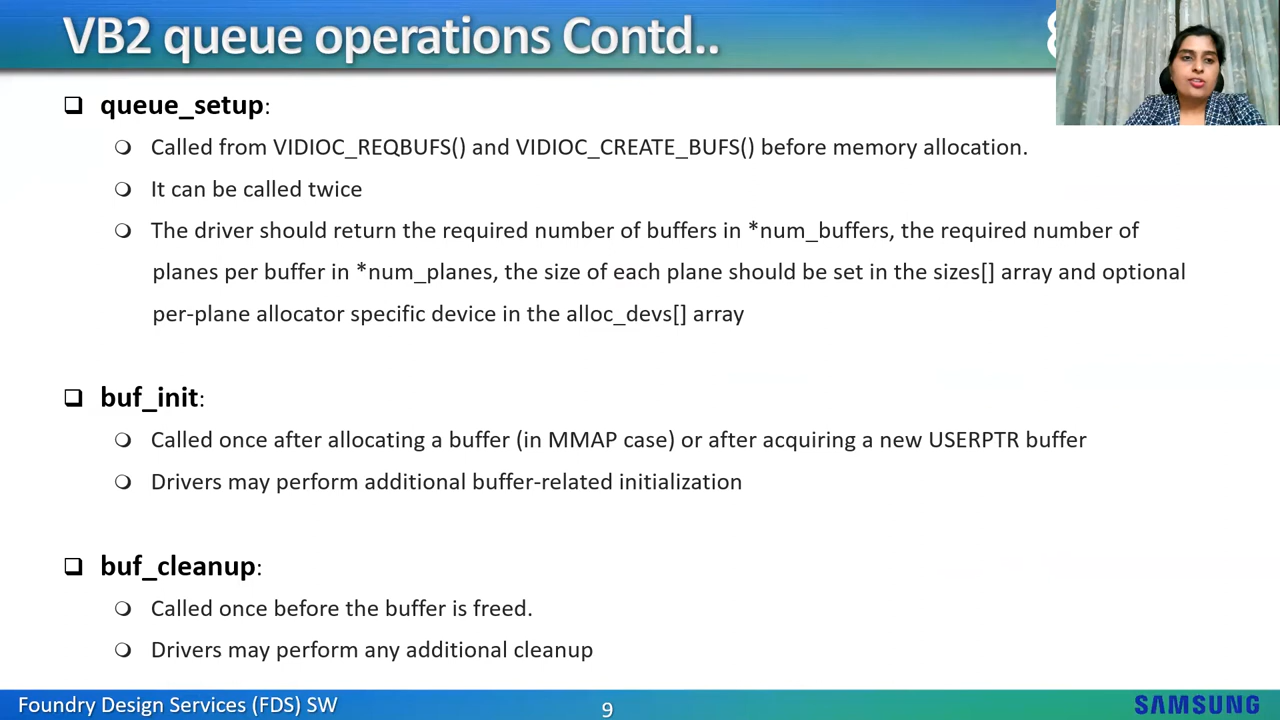 VB2 queue operations Contd..
queue_setup:
Called from VIDIOC_REQBUFS() and VIDIOC_CREATE_BUFS() before memory allocation.
It can be called twice
The driver should return the required number of buffers in *num_buffers, the required number of
planes per buffer in *num_planes, the size of each plane should be set in the sizes[] array and optional
per-plane allocator specific device in the alloc_devs[] array
buf_init:
Called once after allocating a buffer (in MMAP case) or after acquiring a new USERPTR buffer
Drivers may perform additional buffer-related initialization
buf_cleanup:
Called once before the buffer is freed.
Drivers may perform any additional cleanup
Foundry Design Services (FDS) SW
9
SAMSUNG